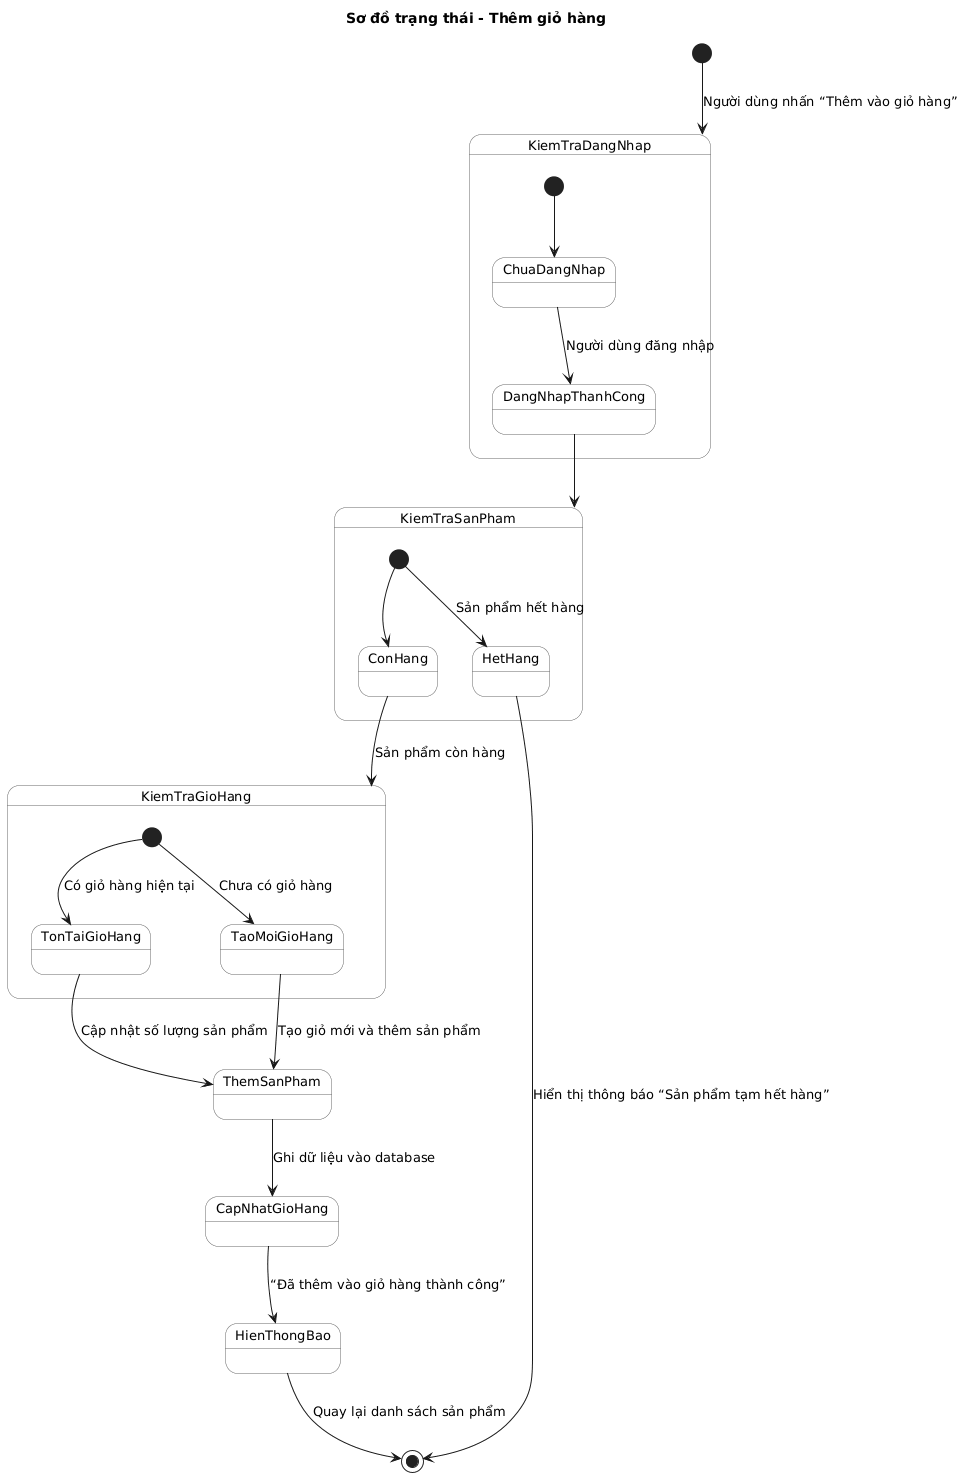 Sơ đồ trạng thái - Thêm giỏ hàng
Người dùng nhấn “Thêm vào giỏ hàng”
KiemTraDangNhap
ChuaDangNhap
Người dùng đăng nhập
DangNhapThanhCong
KiemTraSanPham
Sản phẩm hết hàng
ConHang
HetHang
Sản phẩm còn hàng
KiemTraGioHang
Có giỏ hàng hiện tại
Chưa có giỏ hàng
TonTaiGioHang
TaoMoiGioHang
Cập nhật số lượng sản phẩm
Tạo giỏ mới và thêm sản phẩm
ThemSanPham
Hiển thị thông báo “Sản phẩm tạm hết hàng”
Ghi dữ liệu vào database
CapNhatGioHang
“Đã thêm vào giỏ hàng thành công”
HienThongBao
Quay lại danh sách sản phẩm